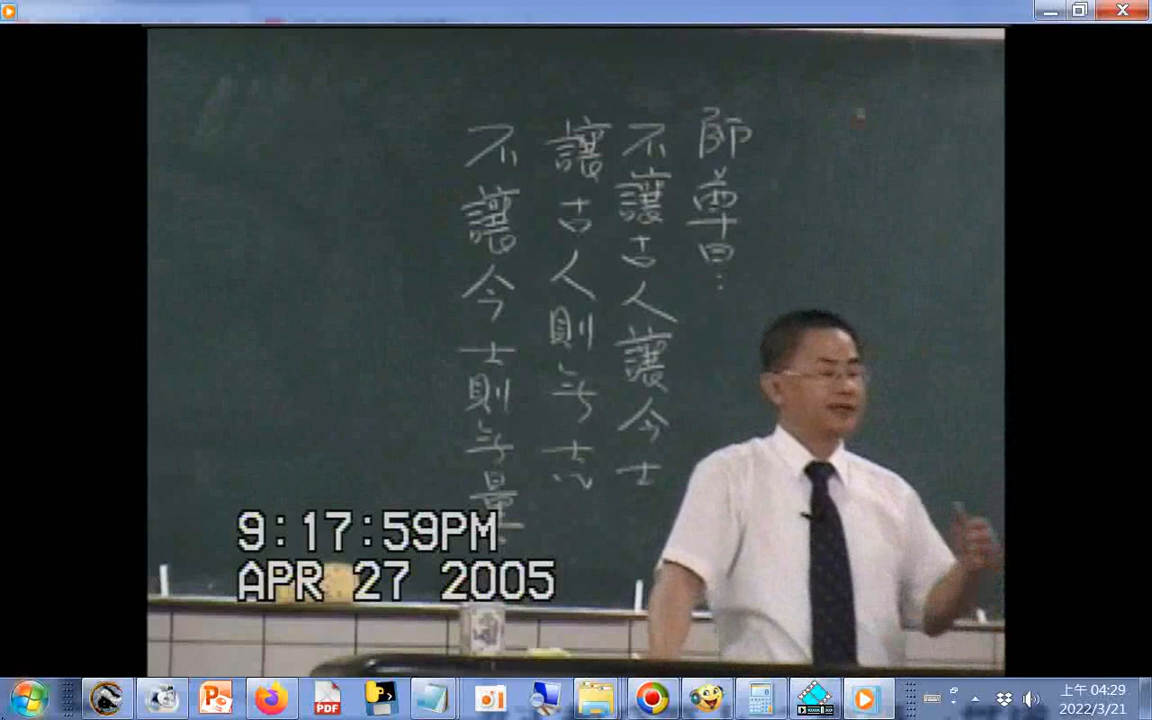 師尊曰：
不讓古人讓今士
讓古人則無志
不讓今士則無量
9:17:59PM
APR 27 2005
PDF
上午 04:29
2022/3/21